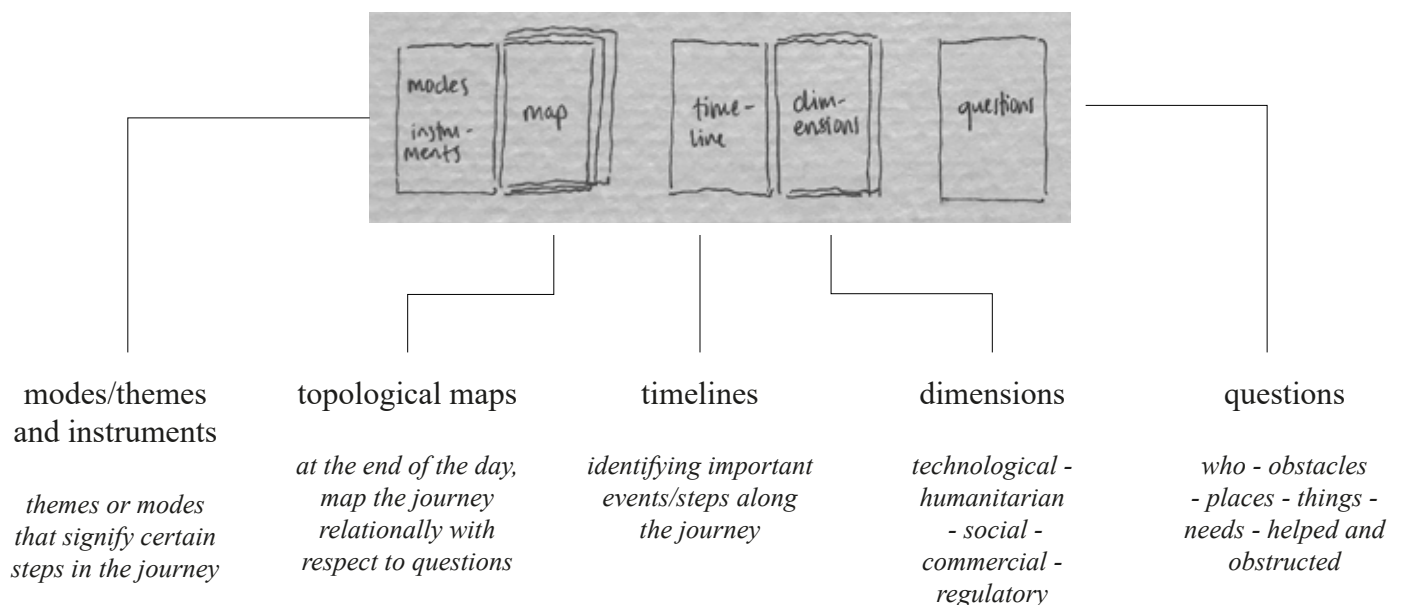 modes
instru-
ments
map
time-
line
dim-
ensions
questions
modes/themes
and instruments
themes or modes
that signify certain
steps in the journey
topological maps
at the end of the day,
map the journey
relationally with
respect to questions
timelines
identifying important
events/steps along
the journey
dimensions
technological -
humanitarian
- social -
commercial -
regulatory
questions
who - obstacles
- places - things -
needs - helped and
obstructed